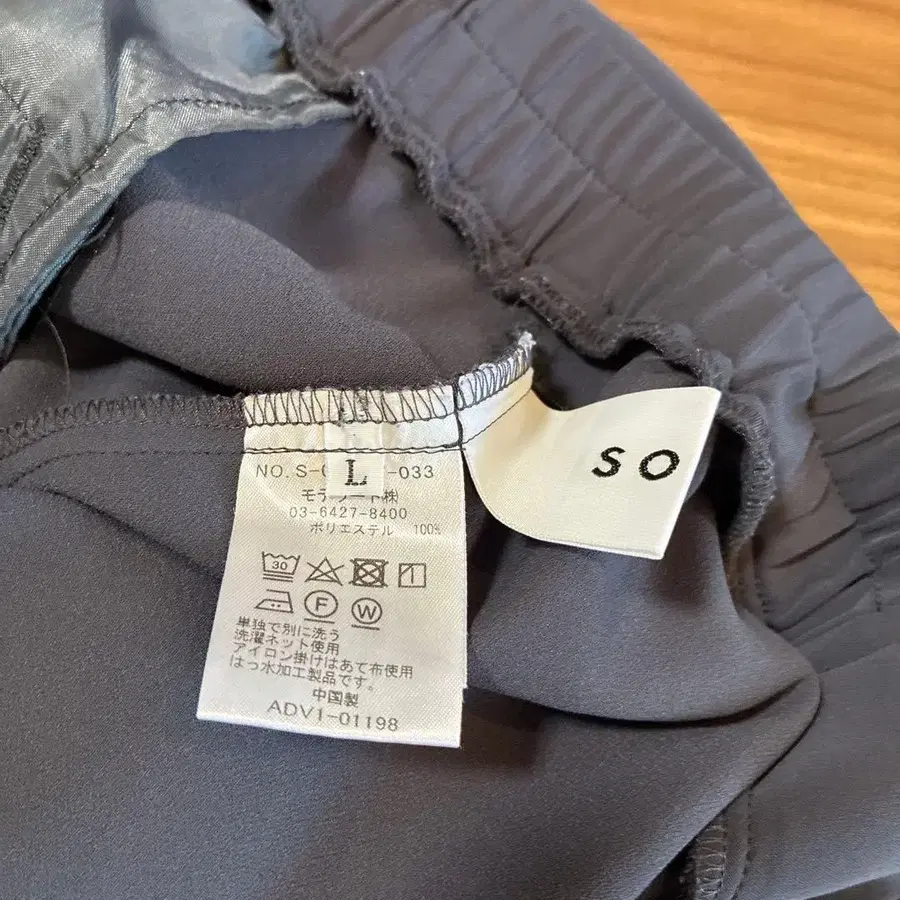 NO.S-
-033
L
株)
03-6427-8400
ポリエステル 100%
30
F
W
単独で別に洗う
洗濯ネット使用
アイロン掛けはあて布使用
はっ水加工製品です。
中国製
ADV1-01198
SO